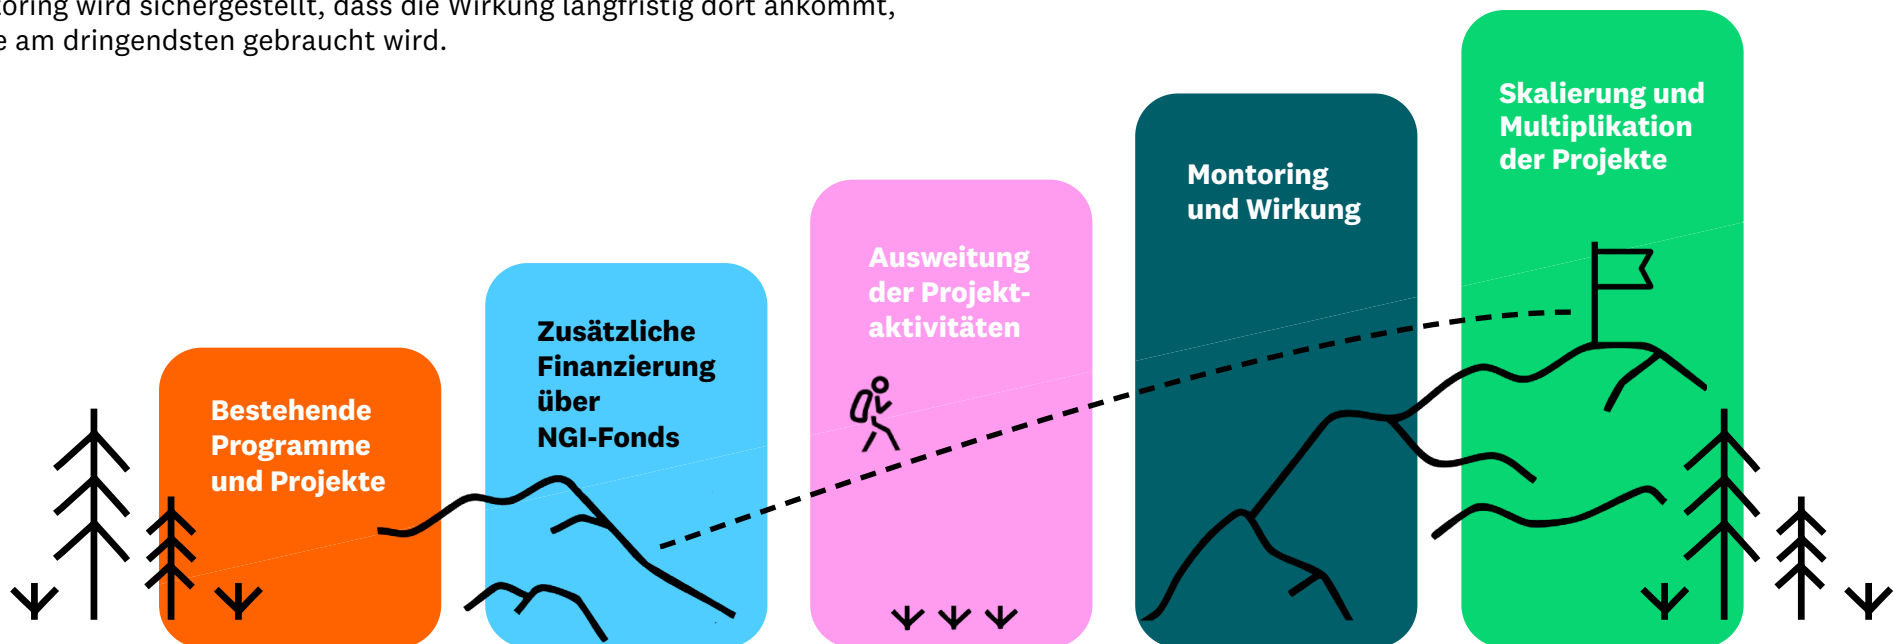 toring wird sichergestellt, dass die Wirkung langfristig dort ankommt,
e am dringendsten gebraucht wird.
Bestehende
Programme
und Projekte
Zusätzliche
Finanzierung
über
NGI-Fonds
Ausweitung
der Projekt-
aktivitäten
Montoring
und Wirkung
Skalierung und
Multiplikation
der Projekte